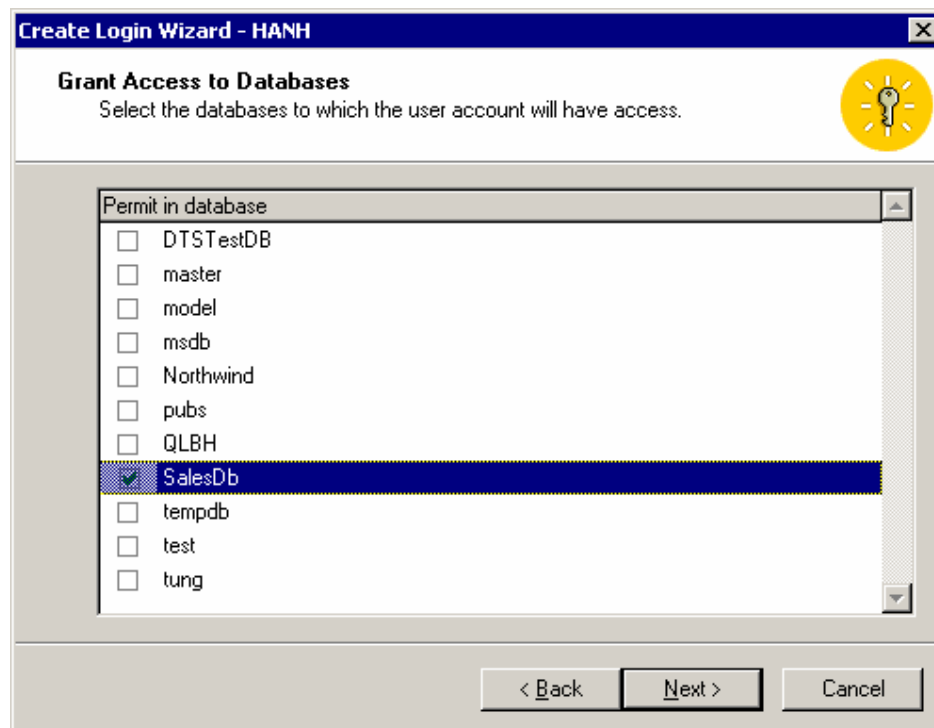 Create Login Wizard - HANH
Grant Access to Databases
Select the databases to which the user account will have access.
Permit in database
DTSTestDB
master
model
msdb
Northwind
pubs
QLBH
SalesDb
tempdb
test
tung
< Back
Next >
Cancel